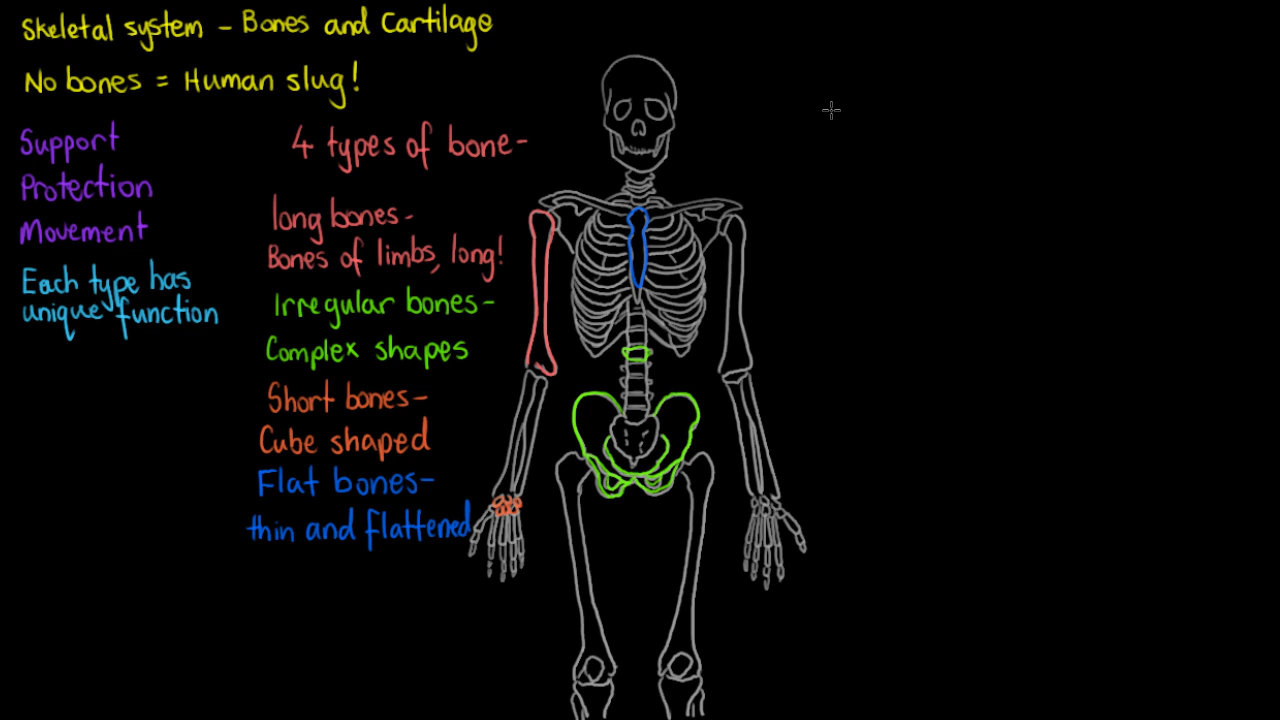 Skeletal system - Bones and Cartilage
No bones = Human slug!
Support
Protection
Movement
Each type has
unique function
4 types of bone-
long bones-
Bones of limbs, long!
Irregular bones-
Complex shapes
Short bones-
Cube shaped
Flat bones-
thin and flattened